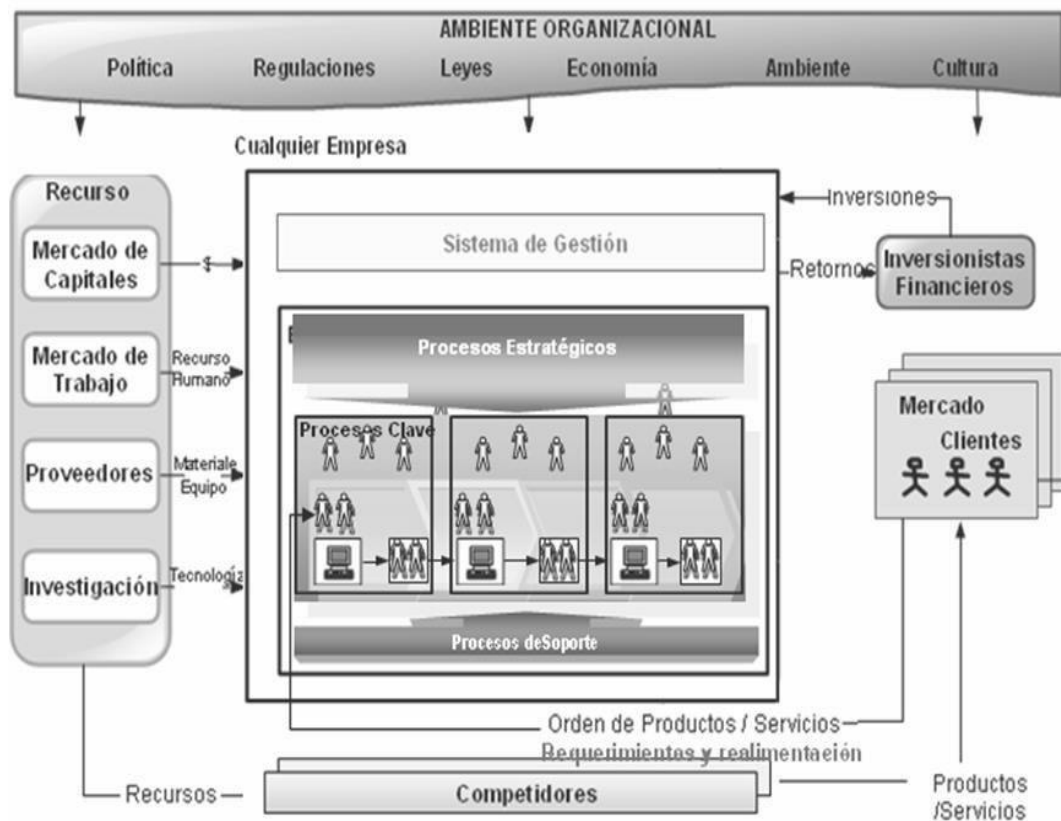 AMBIENTE ORGANIZACIONAL
Política Regulaciones Leyes Economía Ambiente Cultura
Cualquier Empresa
Recurso
Mercado de
Capitales
$
Mercado de
Trabajo
Recurso
Humano
Proveedores
Materiale
Equipo
Investigación
Tecnología
Sistema de Gestión
Procesos Estratégicos
Procesos Clave
Procesos deSoporte
Inversiones
Retornos
Inversionistas
Financieros
Mercado
Clientes
Orden de Productos / Servicios
Requerimientos y realimentación
Recursos
Competidores
Productos
/Servicios